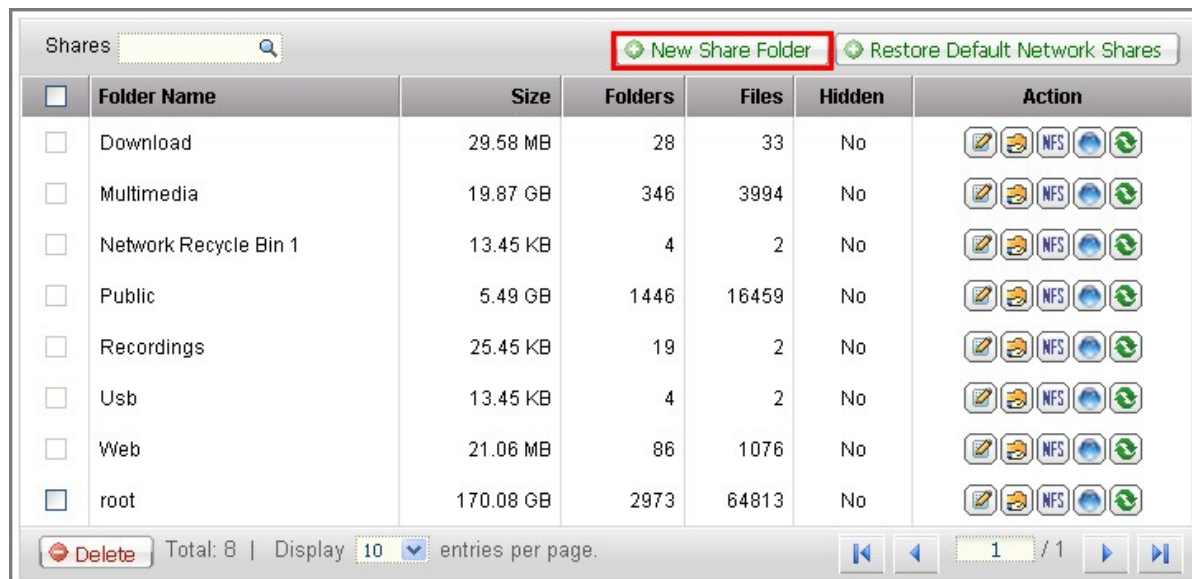 Shares New Share Folder Restore Default Network Shares
Folder Name Size Folders Files Hidden Action
Download 29.58 MB 28 33 No NFS
Multimedia 19.87 GB 346 3994 No NFS
Network Recycle Bin 1 13.45 KB 4 2 No NFS
Public 5.49 GB 1446 16459 No NFS
Recordings 25.45 KB 19 2 No NFS
Usb 13.45 KB 4 2 No NFS
Web 21.06 MB 86 1076 No NFS
root 170.08 GB 2973 64813 No NFS
Delete Total: 8 | Display 10 entries per page. 1 / 1